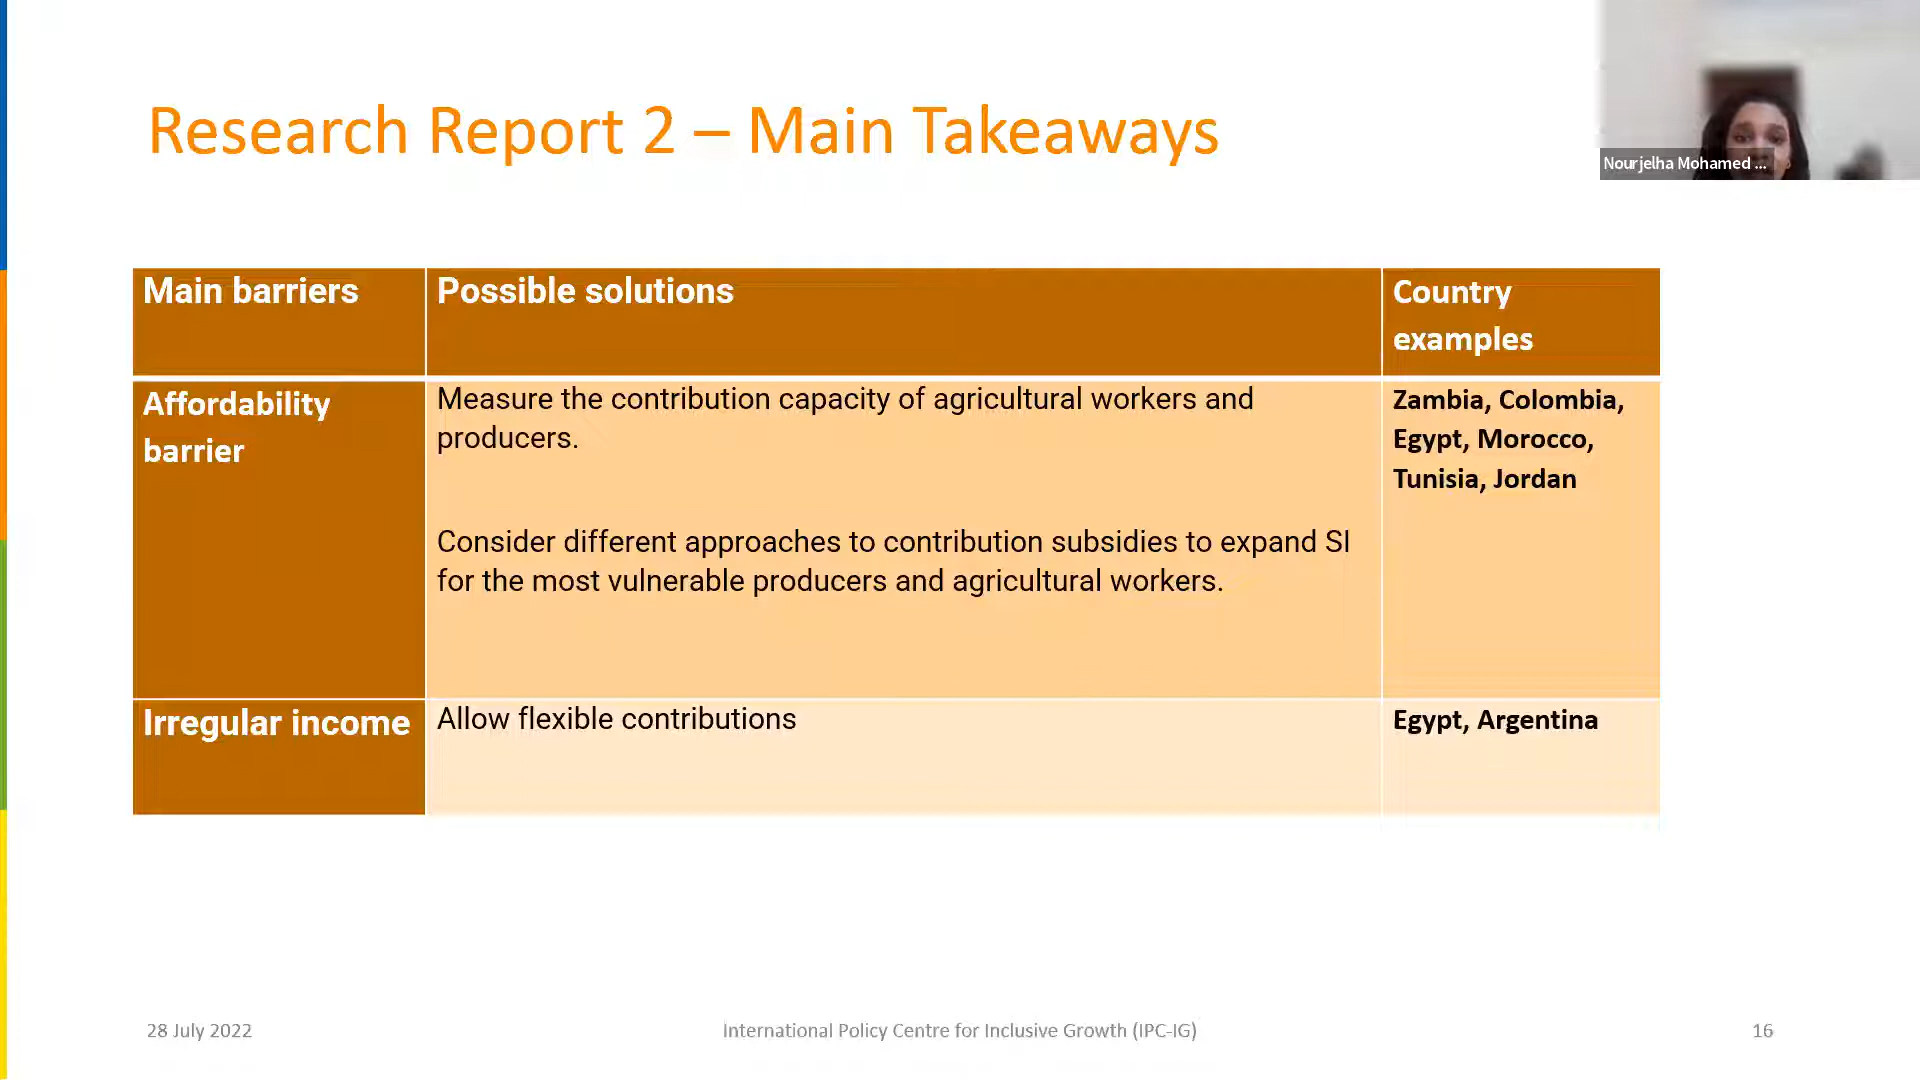 Research Report 2 – Main Takeaways
Nourjelha Mohamed ...
Main barriers
Possible solutions
Country
examples
Affordability
barrier
Measure the contribution capacity of agricultural workers and
producers.
Consider different approaches to contribution subsidies to expand SI
for the most vulnerable producers and agricultural workers.
Zambia, Colombia,
Egypt, Morocco,
Tunisia, Jordan
Irregular income
Allow flexible contributions
Egypt, Argentina
28 July 2022
International Policy Centre for Inclusive Growth (IPC-IG)
16